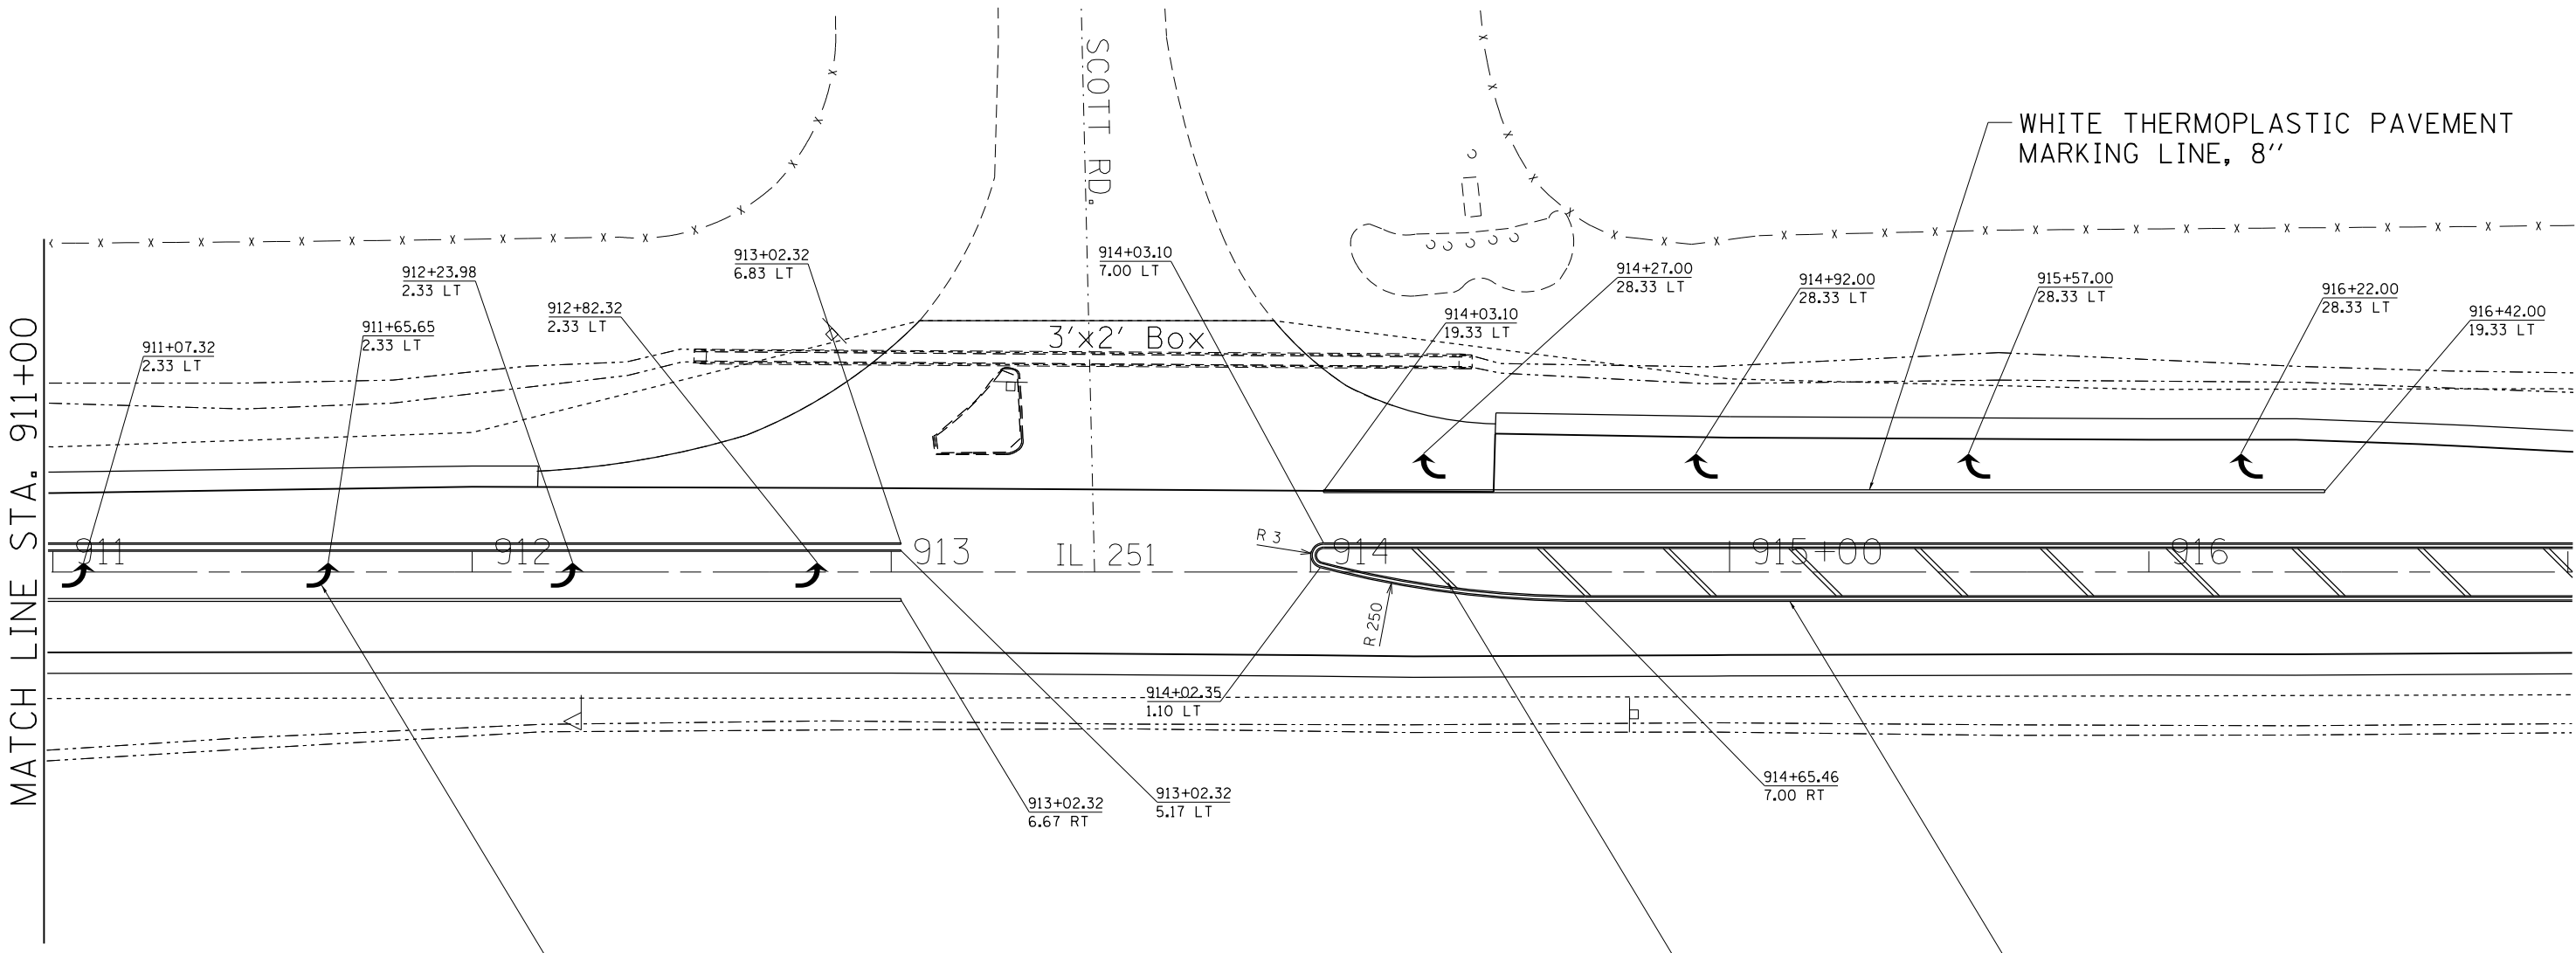 SCOTT RD.
WHITE THERMOPLASTIC PAVEMENT
MARKING LINE, 8''
913+02.32
6.83 LT
914+03.10
7.00 LT
912+23.98
2.33 LT
914+27.00
28.33 LT
914+92.00
28.33 LT
915+57.00
28.33 LT
916+22.00
28.33 LT
912+82.32
2.33 LT
911+65.65
2.33 LT
911+07.32
2.33 LT
914+03.10
19.33 LT
916+42.00
19.33 LT
3'x2' Box
MATCH LINE STA. 911+00
911
912
913
IL 251
R 3
914
915+00
916
R 250
914+02.35
1.10 LT
914+65.46
7.00 RT
913+02.32
6.67 RT
913+02.32
5.17 LT